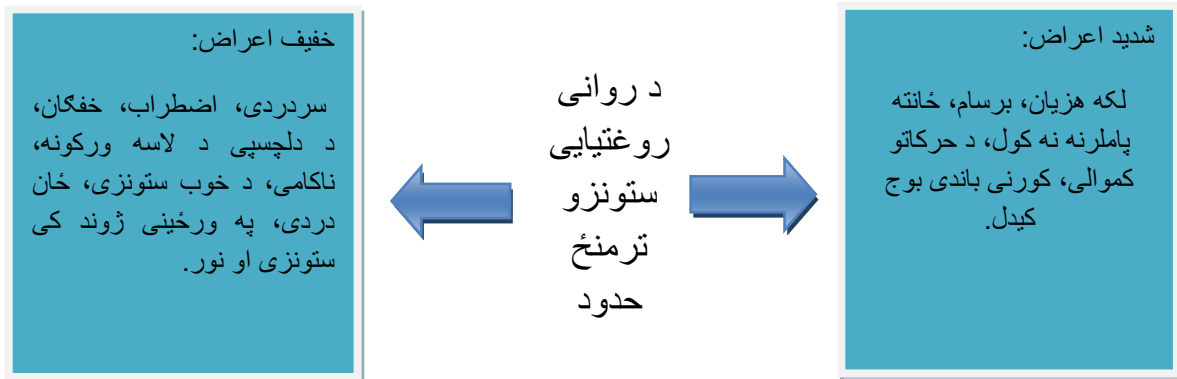 شدید اعراض:
لکه هزیان، برسام، ځانته
پاملرنه نه کول، د حرکاتو
کموالی، کورنی باندی بوج
کیدل.
د روانی
روغتیایی
ستونزو
ترمنځ
حدود
خفیف اعراض:
سردردی، اضطراب، خفګان،
د دلچسپی د لاسه ورکونه،
ناکامی، د خوب ستونزی، ځان
دردی، په ورځینی ژوند کی
ستونزی او نور.